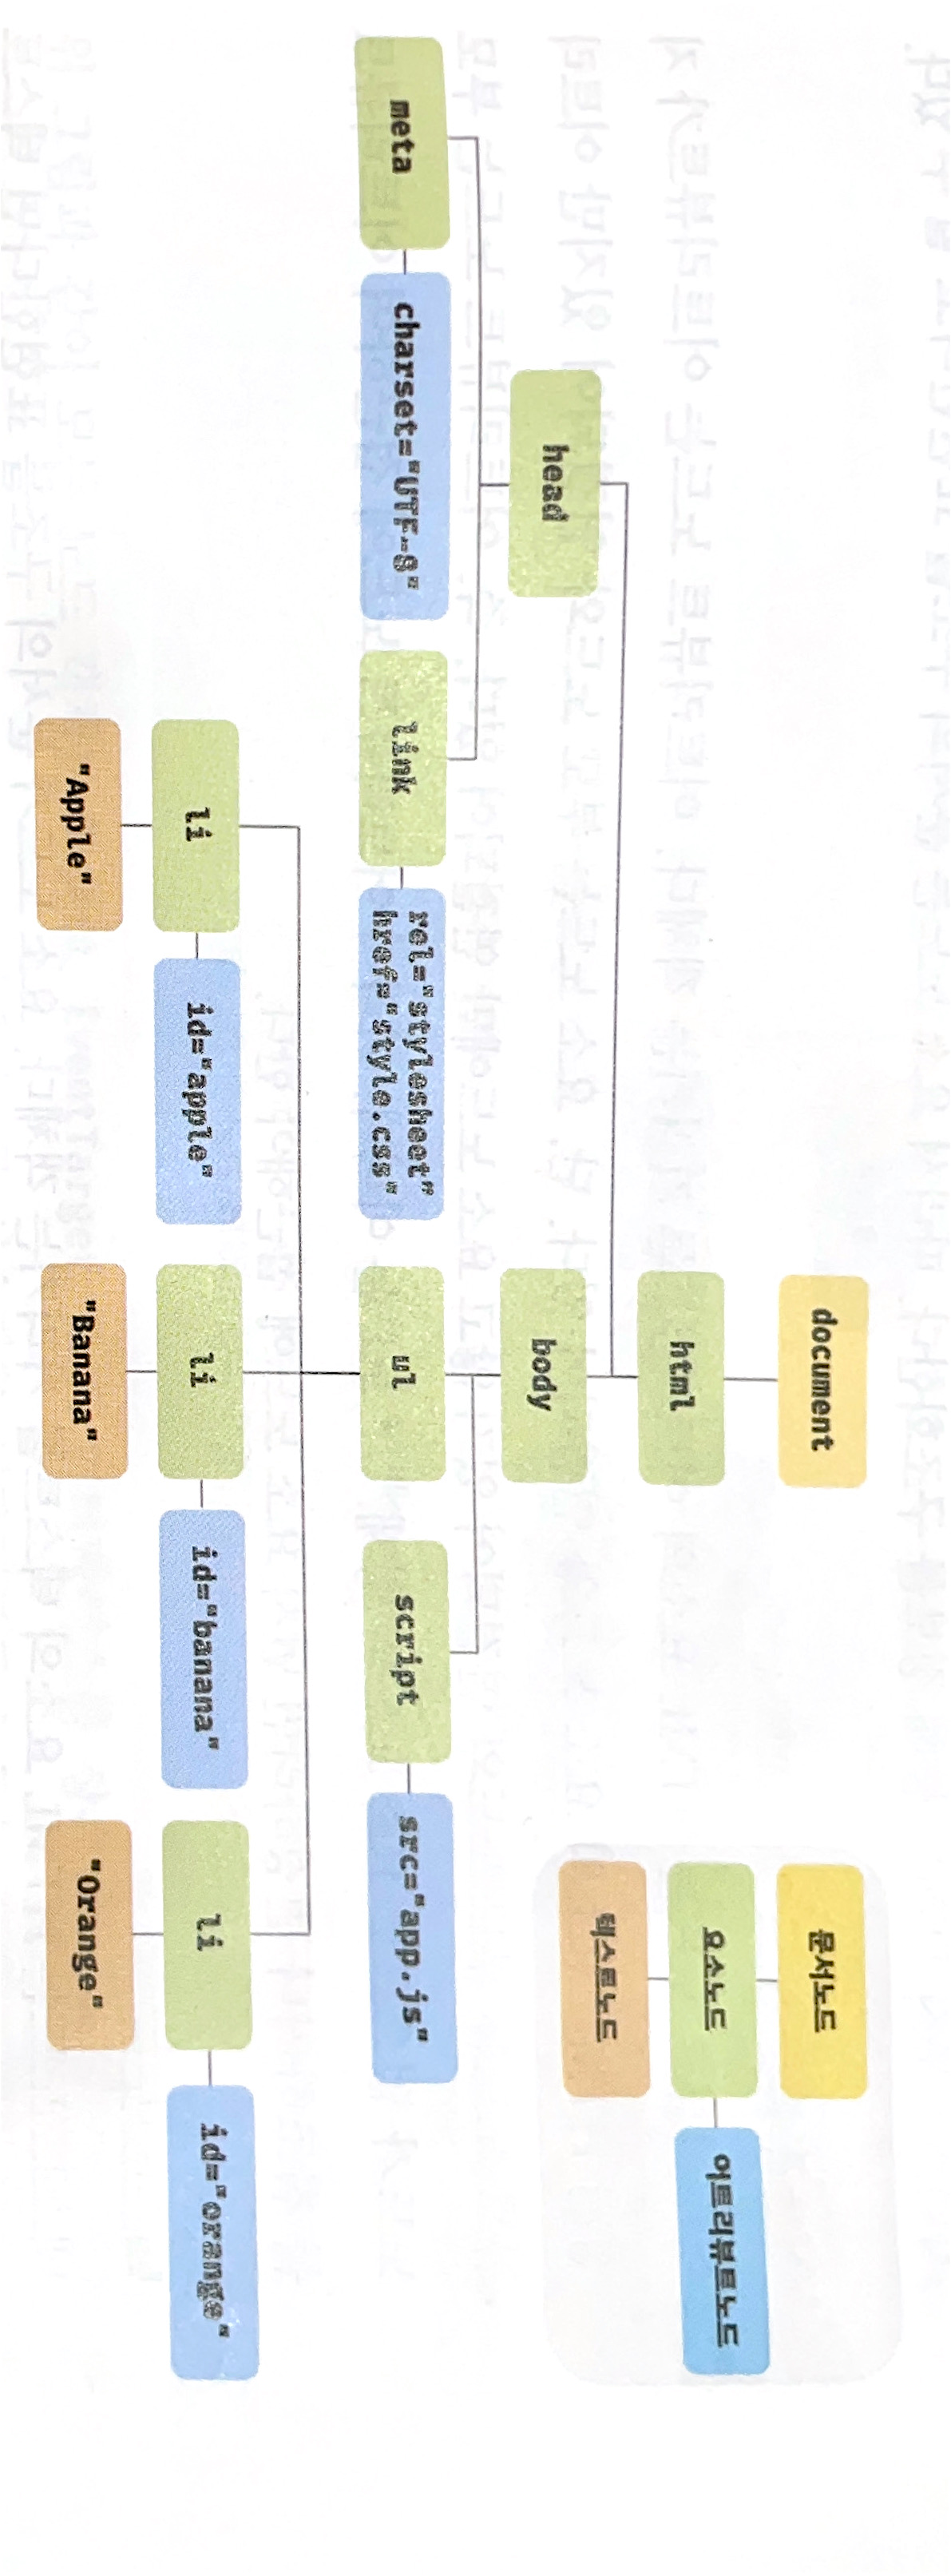 document
문서노드
html
요소노드
어트리뷰트노드
텍스트노드
head
body
meta
charset="UTF-8"
link
rel="stylesheet"
href="style.css"
ul
script
src="app.js"
li
id="apple"
li
id="banana"
li
id="orange"
"Apple"
"Banana"
"Orange"